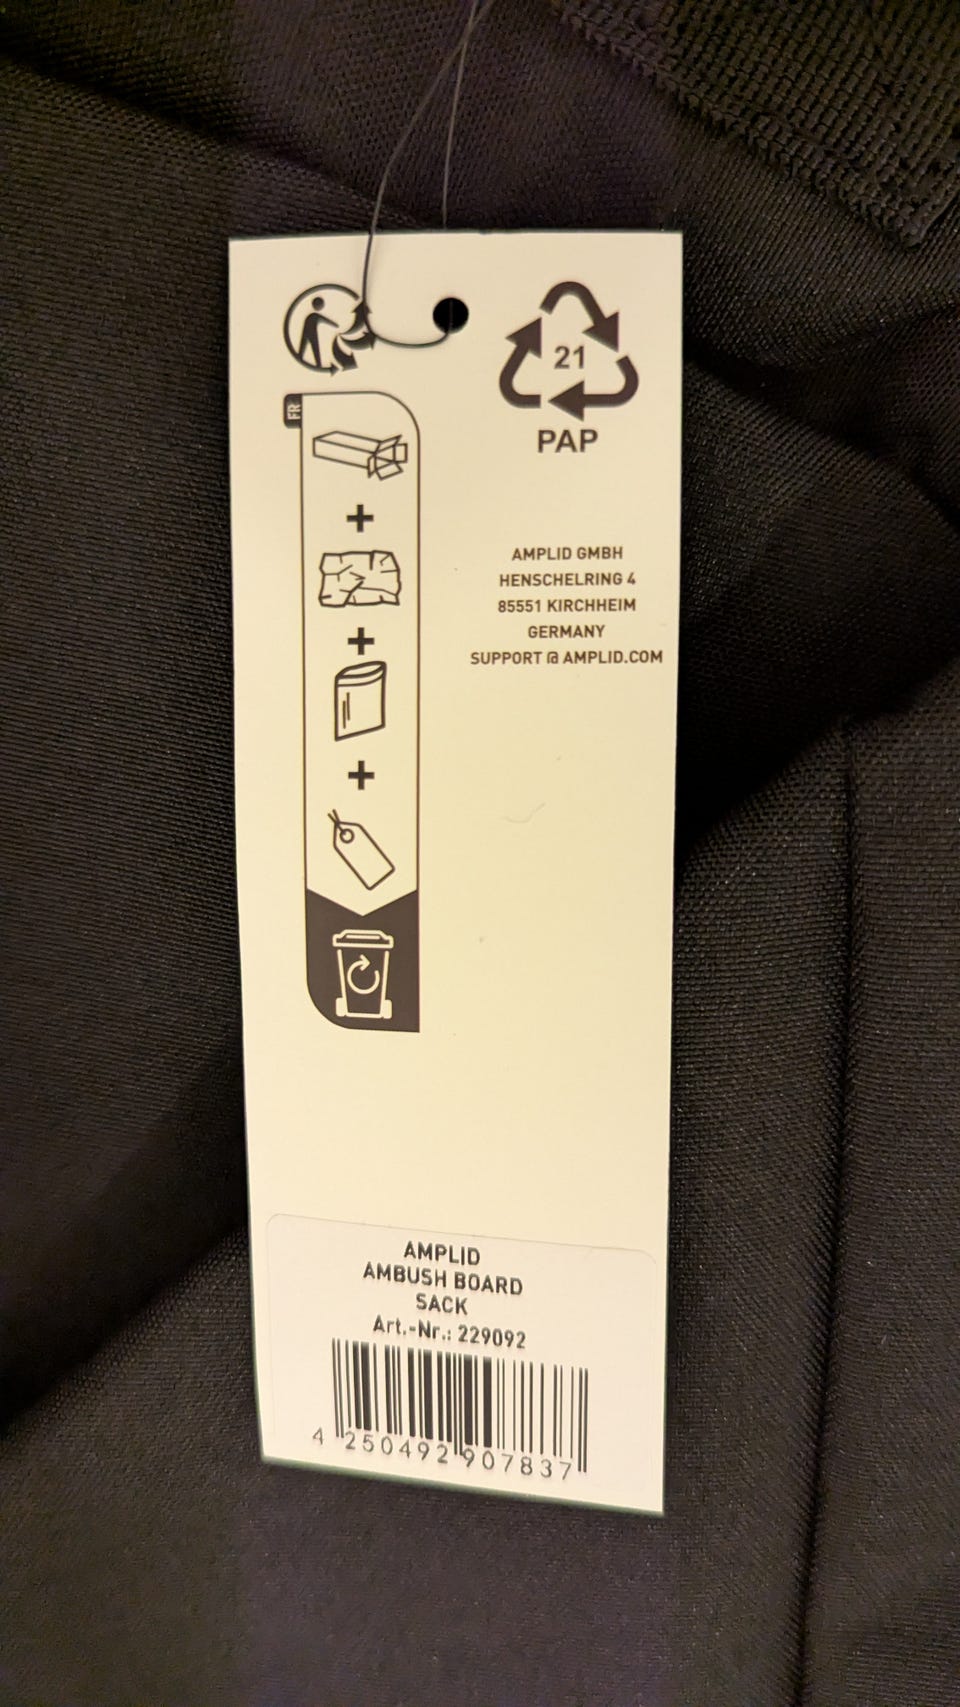 FR
21
PAP
+
+
+
AMPLID GMBH
HENSCHELRING 4
85551 KIRCHHEIM
GERMANY
SUPPORT @ AMPLID.COM
AMPLID
AMBUSH BOARD
SACK
Art.-Nr.: 229092
4 250492 907837